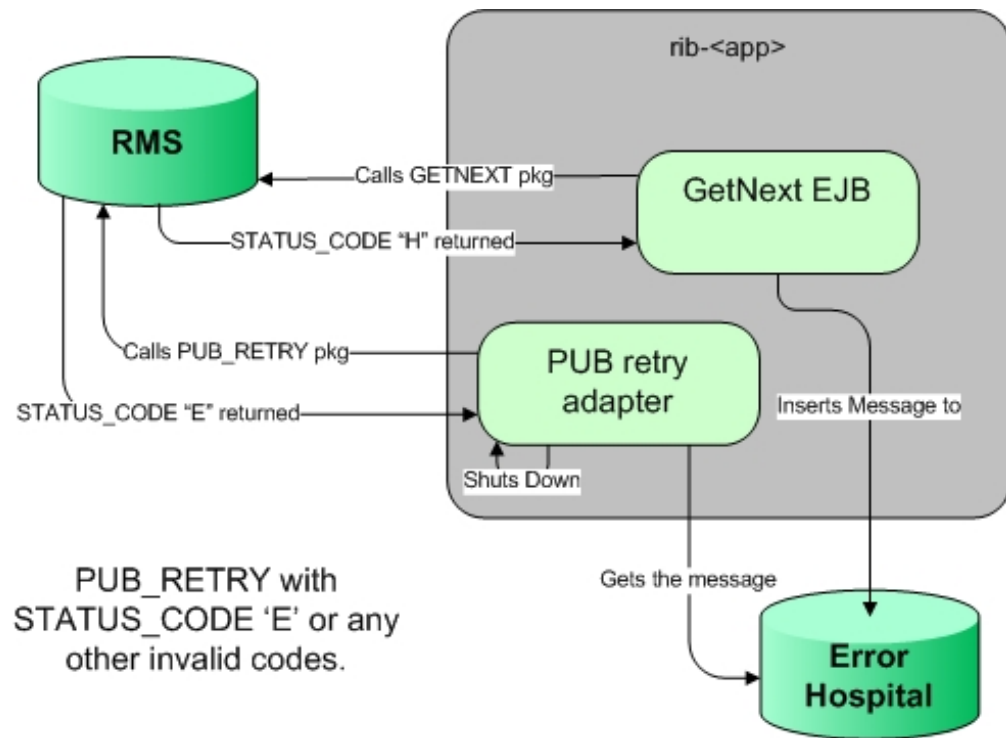 rib-<app>
RMS
Calls GETNEXT pkg
GetNext EJB
STATUS_CODE “H” returned
Calls PUB_RETRY pkg
PUB retry
adapter
STATUS_CODE “E” returned
Inserts Message to
Shuts Down
PUB_RETRY with
STATUS_CODE ‘E’ or any
other invalid codes.
Gets the message
Error
Hospital